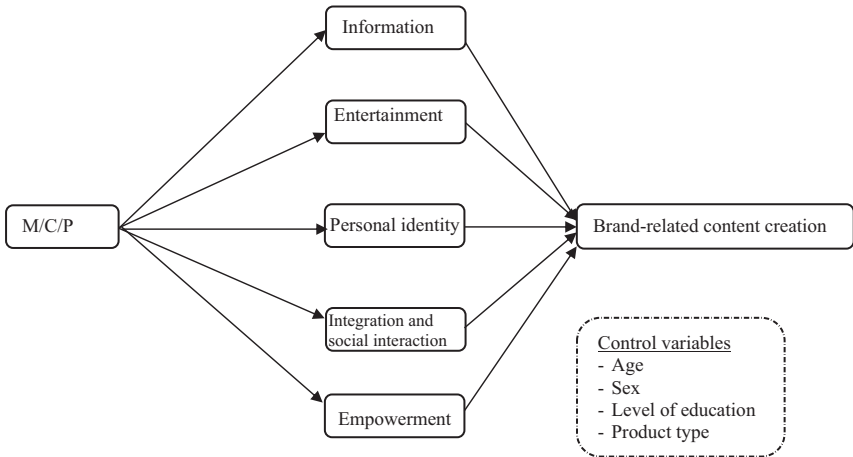 Information
Entertainment
M/C/P
Personal identity
Brand-related content creation
Integration and
social interaction
Empowerment
Control variables
- Age
- Sex
- Level of education
- Product type